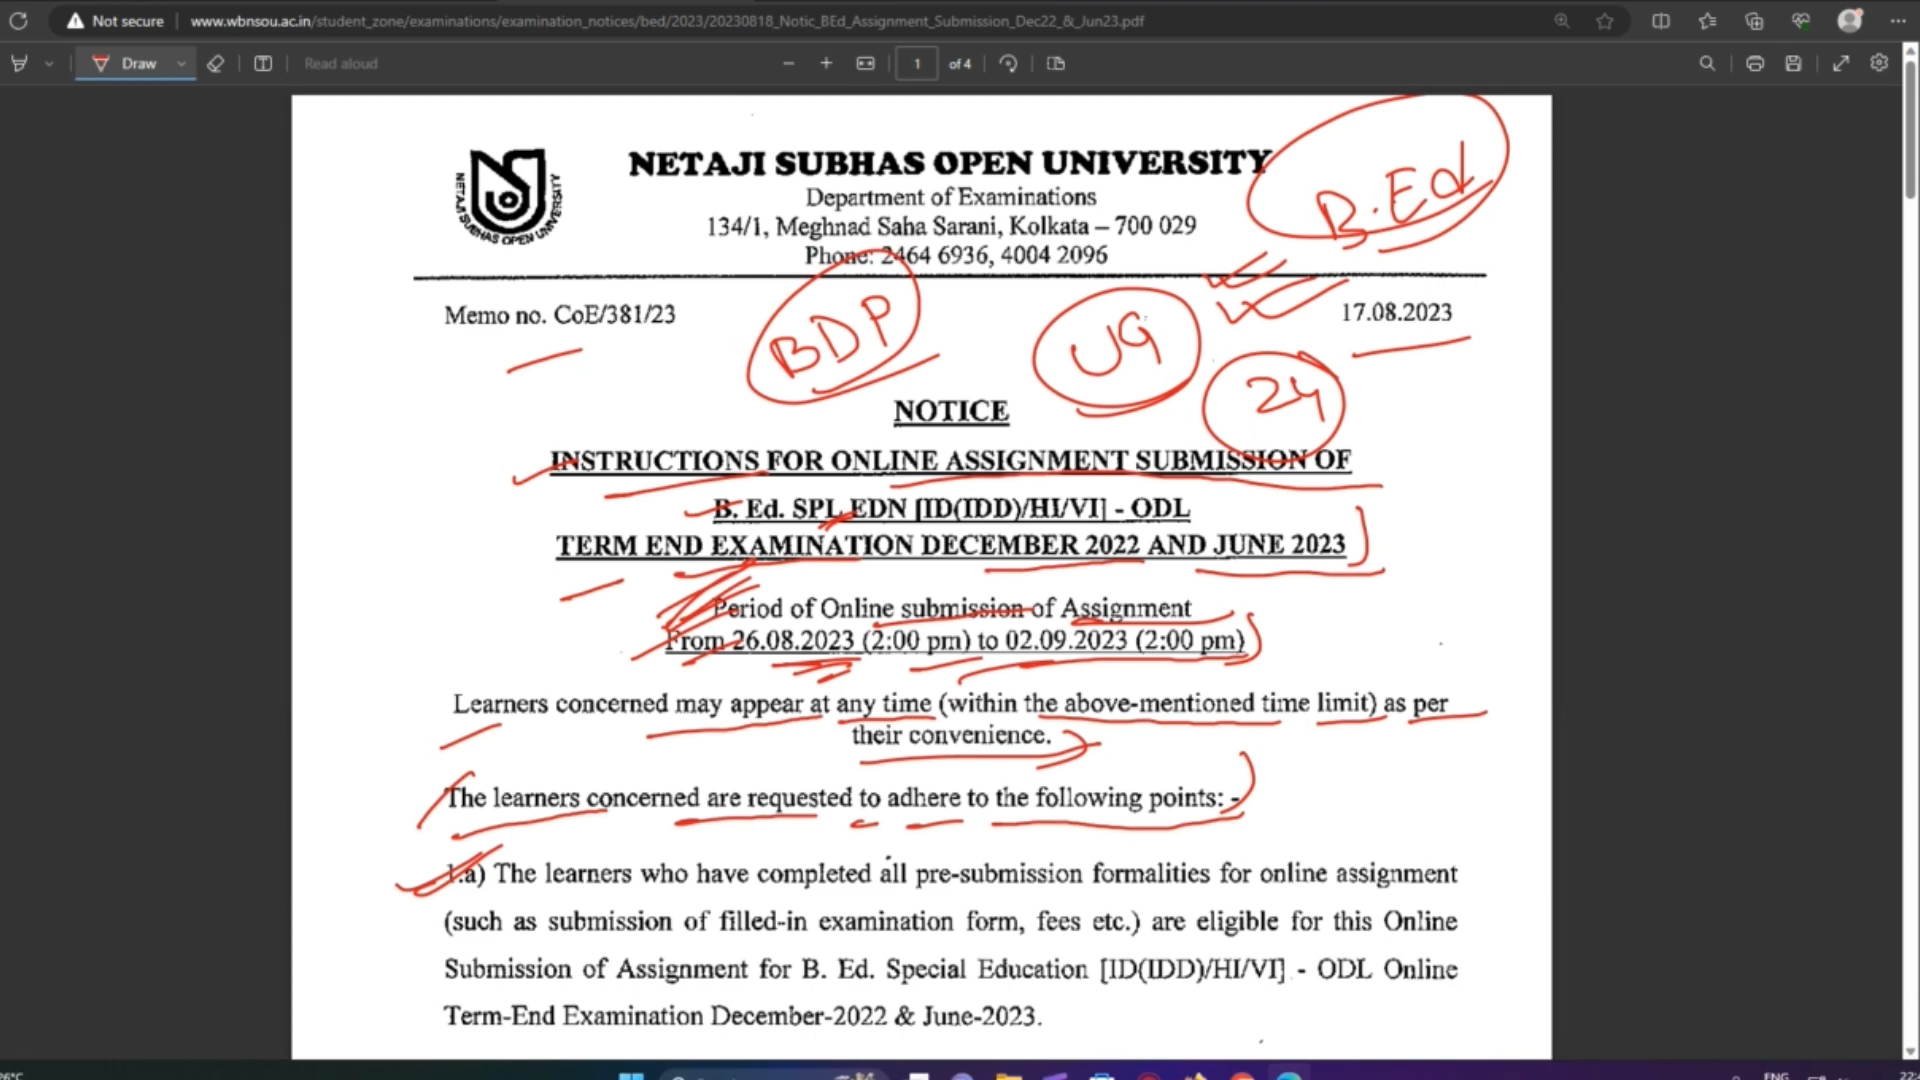 Not secure www.wbnsou.ac.in/student_zone/examinations/examination_notices/bed/2023/20230818_Notic_BEd_Assignment_Submission_Dec22_&_Jun23.pdf
Draw Read aloud 1 of 4
NETAJI SUBHAS OPEN UNIVERSITY
NETAJI SUBHAS OPEN UNIVERSITY
Department of Examinations
134/1, Meghnad Saha Sarani, Kolkata – 700 029
Phone: 2464 6936, 4004 2096
B.Ed
Memo no. CoE/381/23
17.08.2023
BDP
UG
24
NOTICE
INSTRUCTIONS FOR ONLINE ASSIGNMENT SUBMISSION OF
B. Ed. SPL EDN [ID(IDD)/HI/VI] - ODL
TERM END EXAMINATION DECEMBER 2022 AND JUNE 2023
Period of Online submission of Assignment
From 26.08.2023 (2:00 pm) to 02.09.2023 (2:00 pm)
Learners concerned may appear at any time (within the above-mentioned time limit) as per
their convenience.
The learners concerned are requested to adhere to the following points: -
1.a) The learners who have completed all pre-submission formalities for online assignment
(such as submission of filled-in examination form, fees etc.) are eligible for this Online
Submission of Assignment for B. Ed. Special Education [ID(IDD)/HI/VI] - ODL Online
Term-End Examination December-2022 & June-2023.
ENG